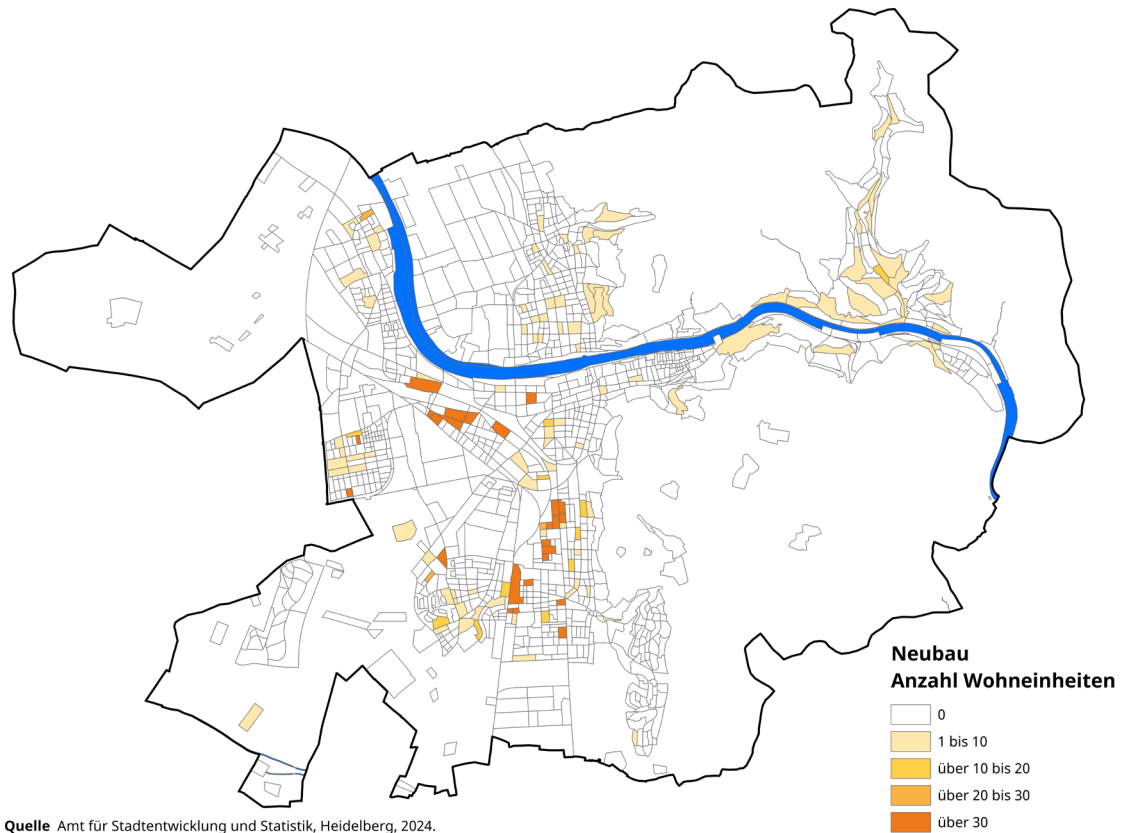 Neubau
Anzahl Wohneinheiten
0
1 bis 10
über 10 bis 20
über 20 bis 30
über 30
Quelle Amt für Stadtentwicklung und Statistik, Heidelberg, 2024.